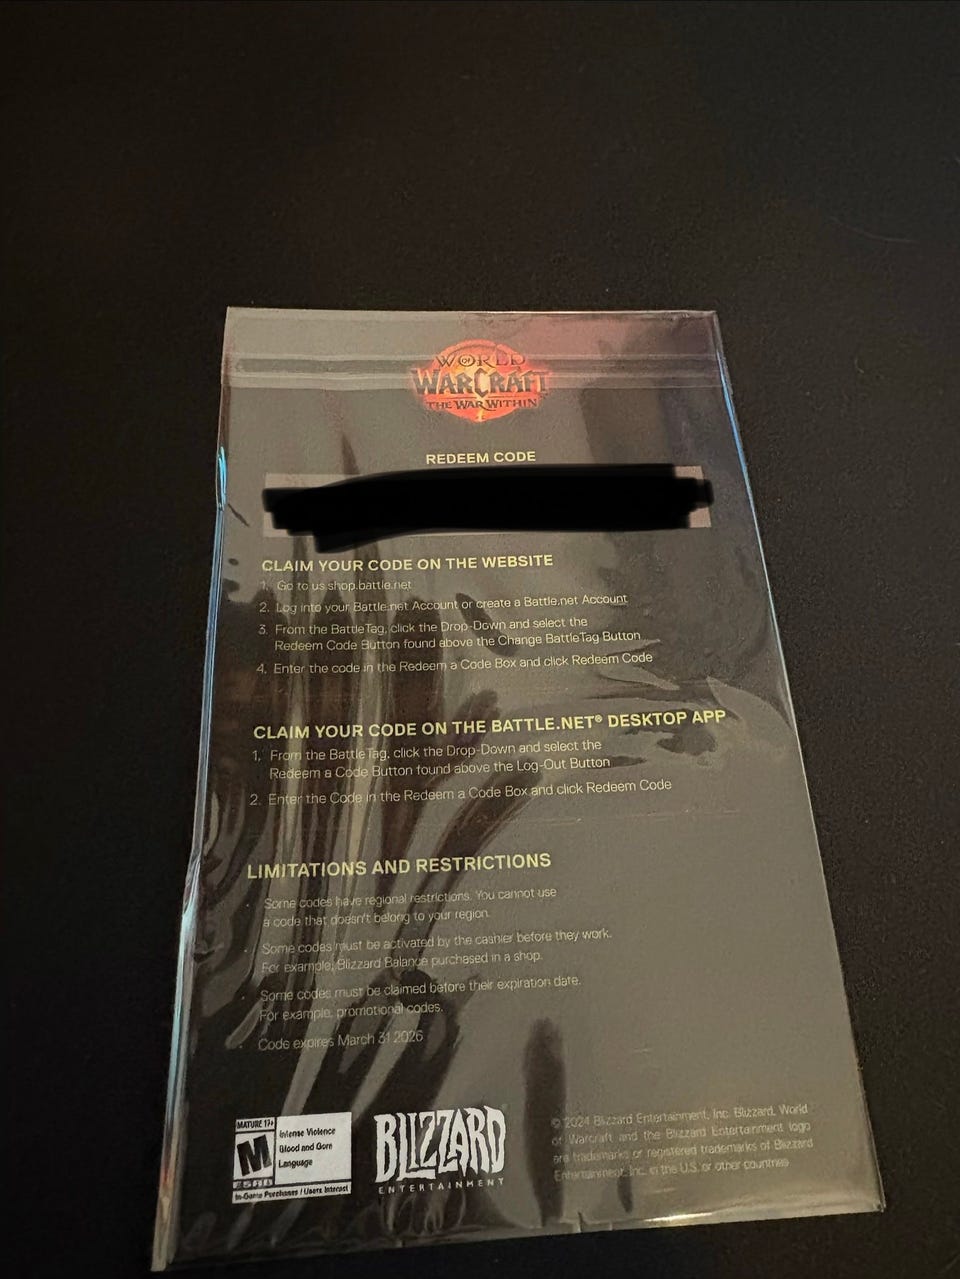 WORLD
OF
WARCRAFT
THE WAR WITHIN
REDEEM CODE
CLAIM YOUR CODE ON THE WEBSITE
1. Go to us.shop.battle.net
2. Log into your Battle.net Account or create a Battle.net Account
3. From the BattleTag, click the Drop-Down and select the
Redeem Code Button found above the Change BattleTag Button
4. Enter the code in the Redeem a Code Box and click Redeem Code
CLAIM YOUR CODE ON THE BATTLE.NET® DESKTOP APP
1. From the BattleTag, click the Drop-Down and select the
Redeem a Code Button found above the Log-Out Button
2. Enter the Code in the Redeem a Code Box and click Redeem Code
LIMITATIONS AND RESTRICTIONS
· Some codes have regional restrictions. You cannot use
a code that doesn't belong to your region.
· Some codes must be activated by the cashier before they work.
For example, Blizzard Balance purchased in a shop.
· Some codes must be claimed before their expiration date.
For example, promotional codes.
· Code expires March 31 2026
MATURE 17+
M
ESRB
Intense Violence
Blood and Gore
Language
In-Game Purchases / Users Interact
BLIZZARD
ENTERTAINMENT
© 2024 Blizzard Entertainment, Inc. Blizzard, World
of Warcraft and the Blizzard Entertainment logo
are trademarks or registered trademarks of Blizzard
Entertainment, Inc. in the U.S. or other countries